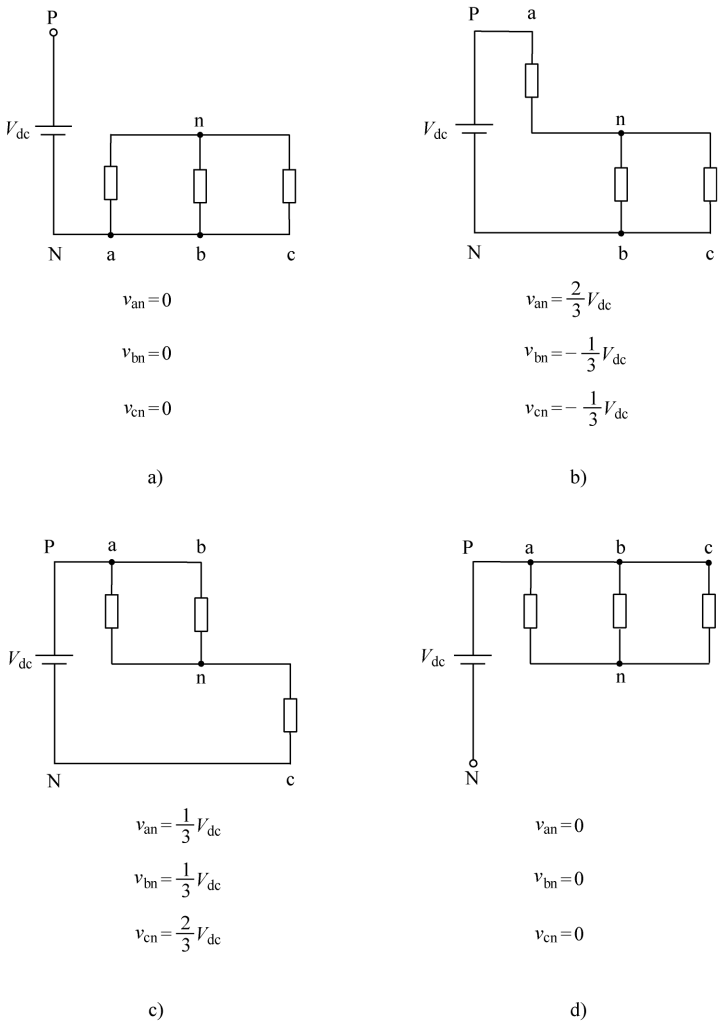 P
V_dc
n
N a b c
v_an = 0
v_bn = 0
v_cn = 0
a)
P a
V_dc
n
N b c
v_an = 2/3 V_dc
v_bn = − 1/3 V_dc
v_cn = − 1/3 V_dc
b)
P a b
V_dc
n
N c
v_an = 1/3 V_dc
v_bn = 1/3 V_dc
v_cn = 2/3 V_dc
c)
P a b c
V_dc
n
N
v_an = 0
v_bn = 0
v_cn = 0
d)